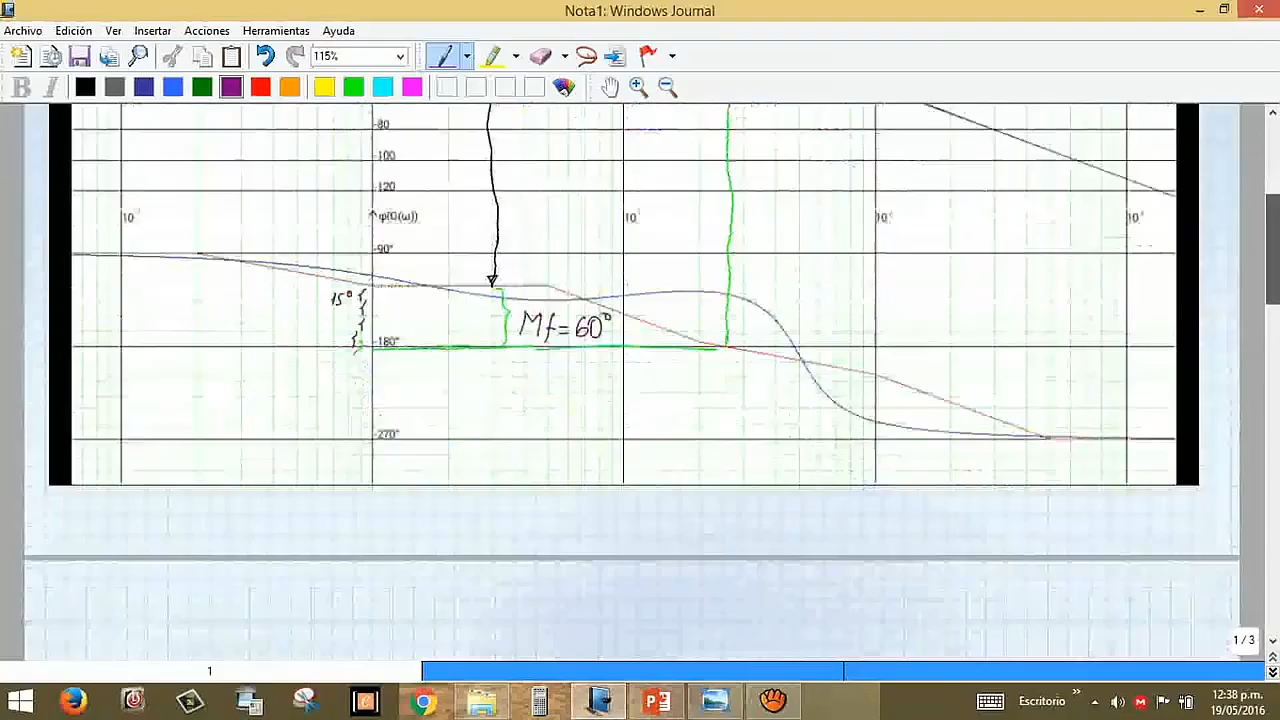 Nota1: Windows Journal
Archivo Edición Ver Insertar Acciones Herramientas Ayuda
115%
B I
-80
-100
-120
10 φ(G(ω)) 10 10 10
-90°
15°
Mf=60°
-180°
-270°
1 / 3
1
Escritorio
12:38 p.m.
19/05/2016